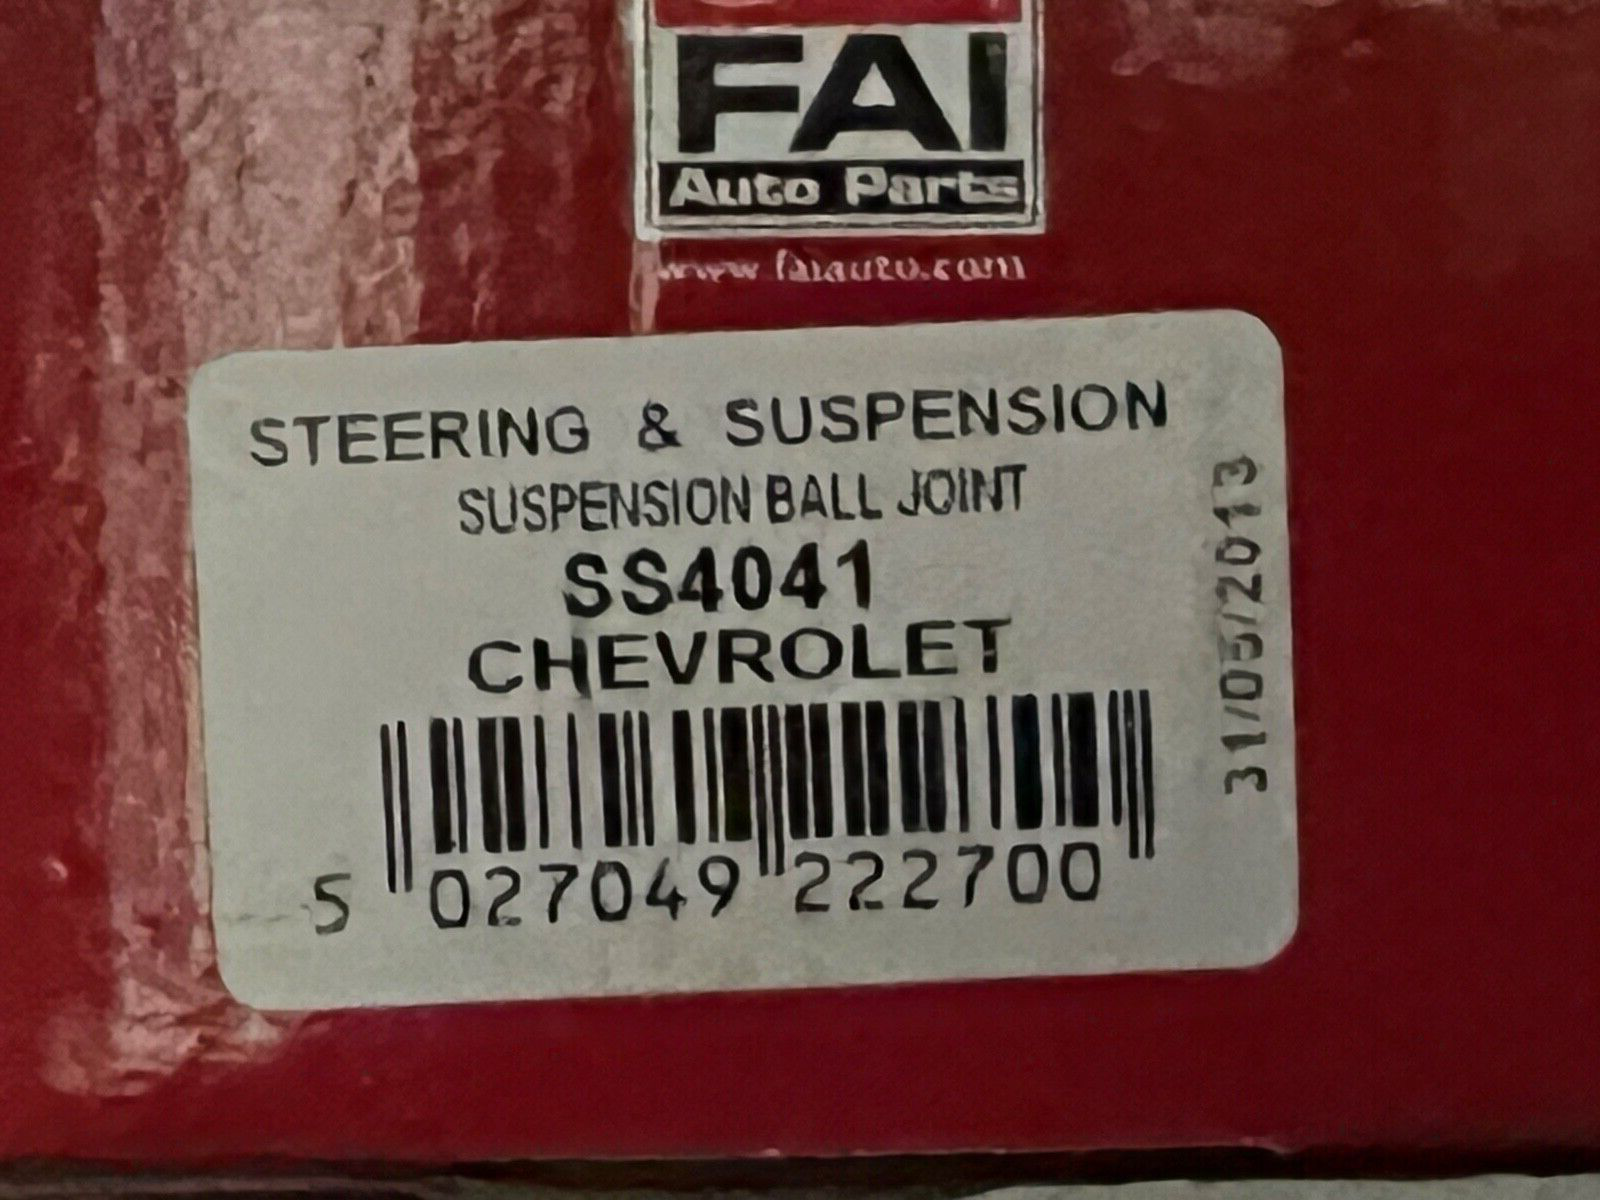 FAI
Auto Parts
www.faiauto.com
STEERING & SUSPENSION
SUSPENSION BALL JOINT
SS4041
CHEVROLET
5 027049 222700
31/05/2013